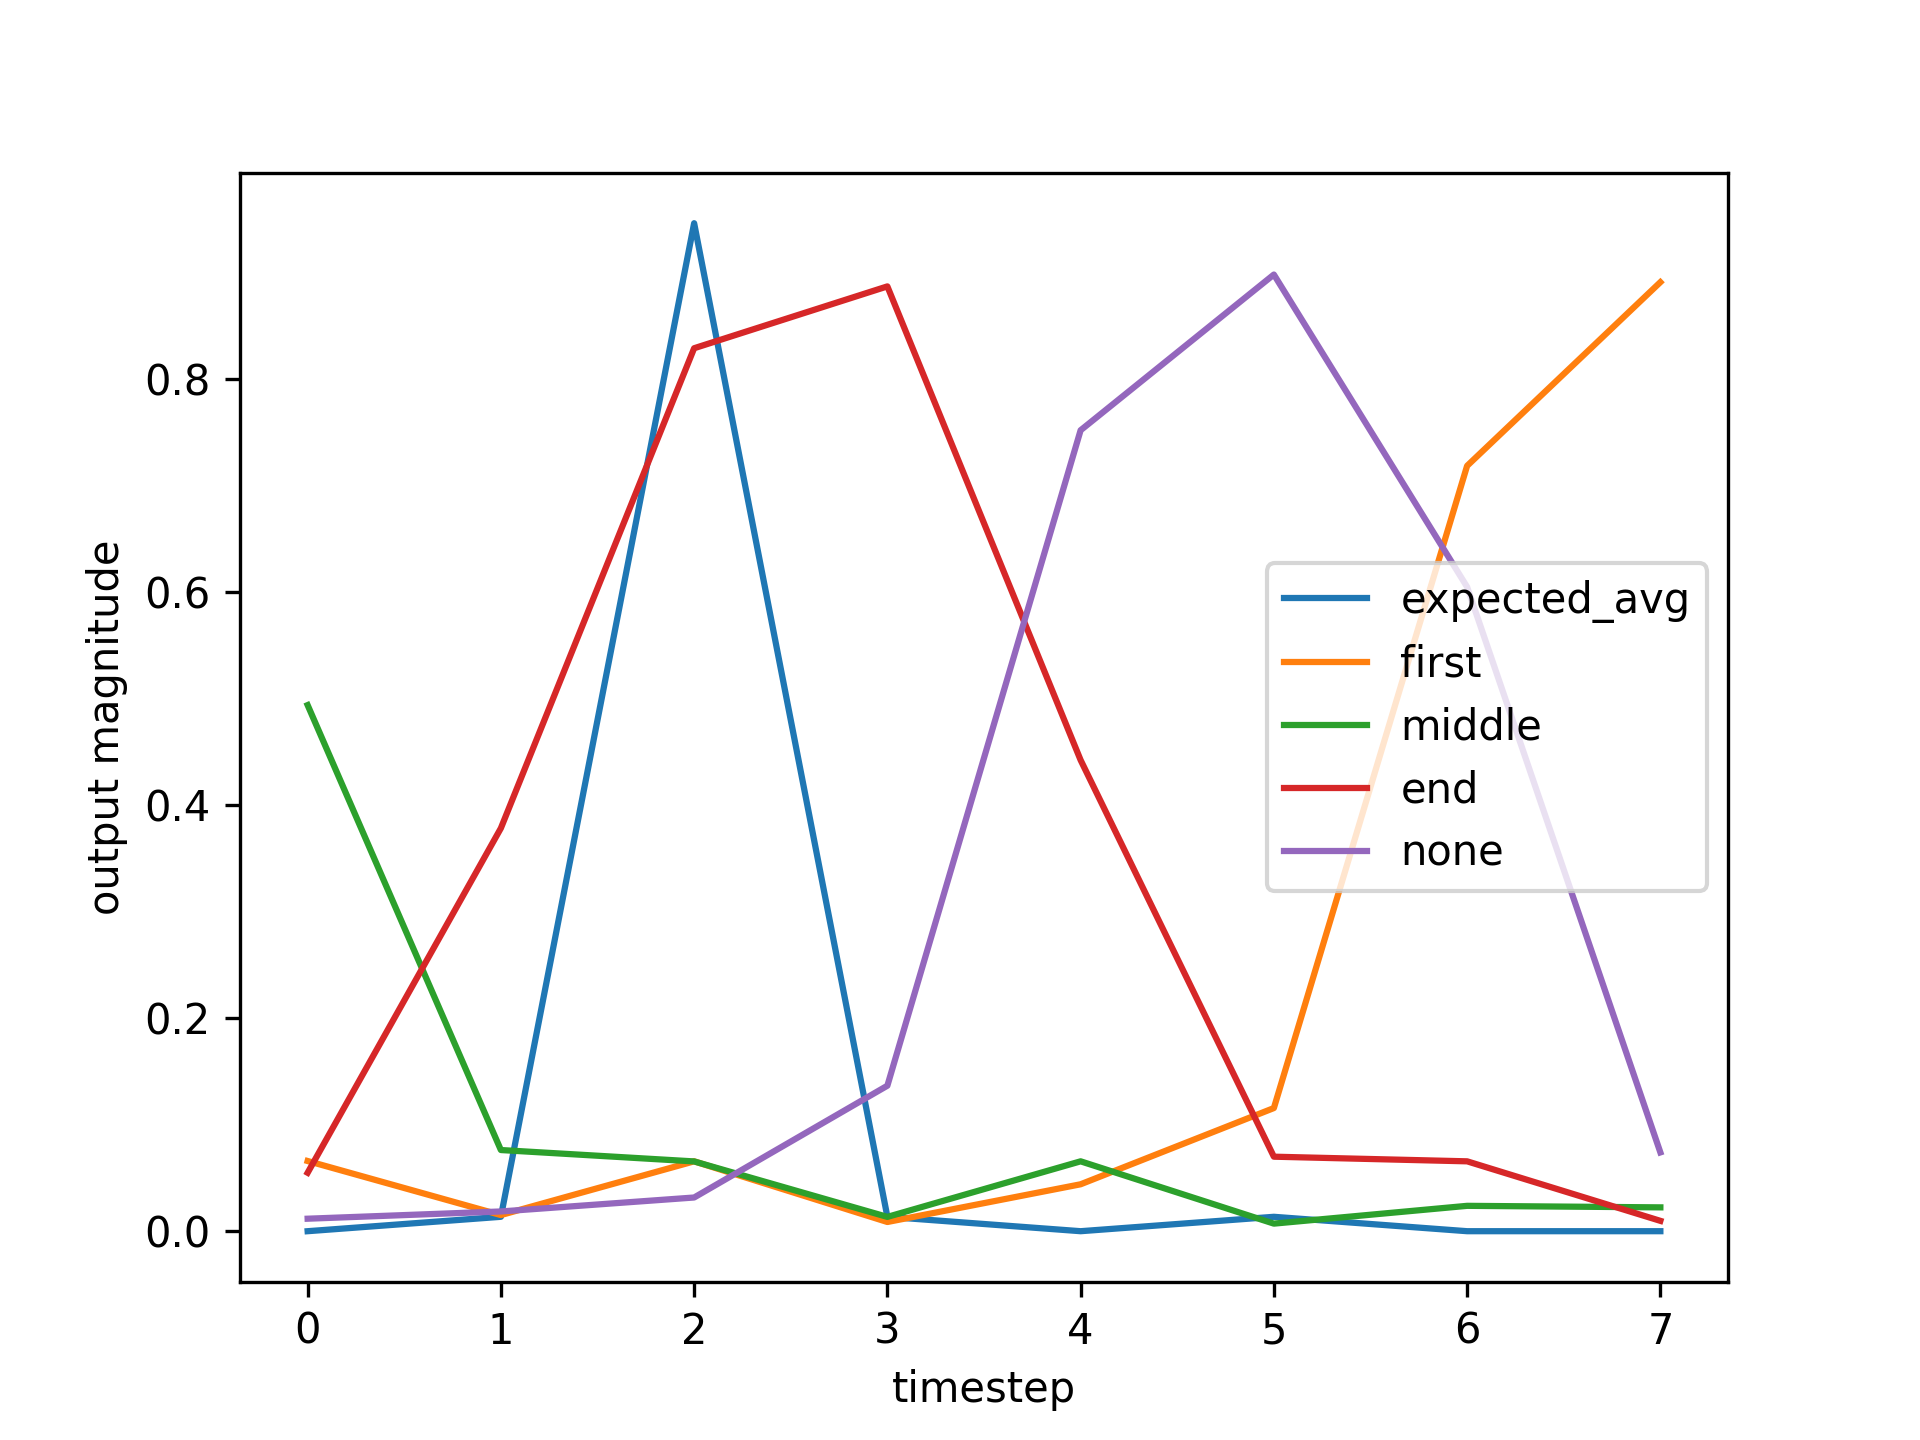 0.8
0.6
0.4
0.2
0.0
output magnitude
expected_avg
first
middle
end
none
0 1 2 3 4 5 6 7
timestep